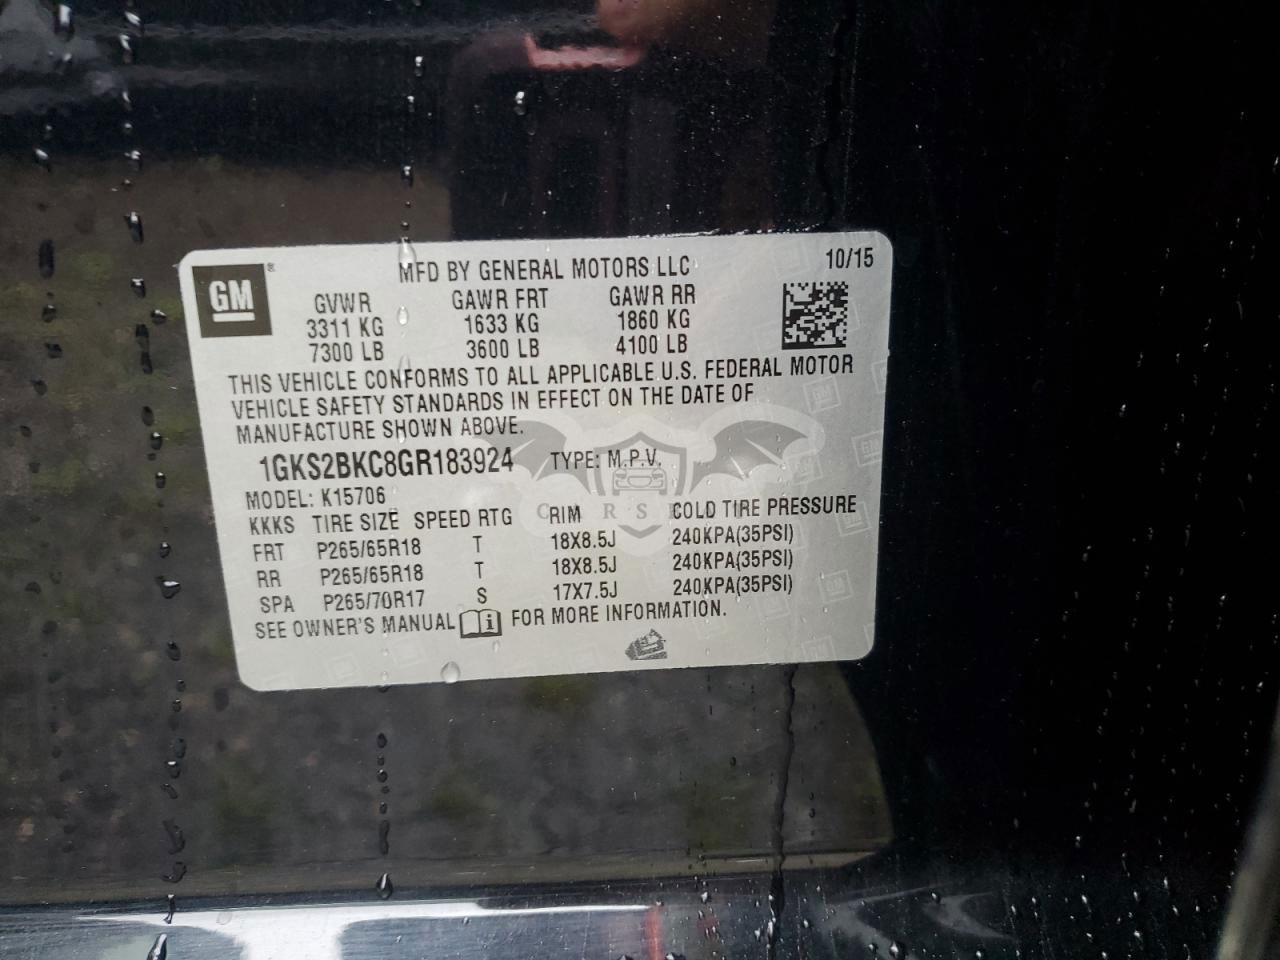 GM ®
MFD BY GENERAL MOTORS LLC 10/15
GVWR GAWR FRT GAWR RR
3311 KG 1633 KG 1860 KG
7300 LB 3600 LB 4100 LB
THIS VEHICLE CONFORMS TO ALL APPLICABLE U.S. FEDERAL MOTOR
VEHICLE SAFETY STANDARDS IN EFFECT ON THE DATE OF
MANUFACTURE SHOWN ABOVE.
1GKS2BKC8GR183924 TYPE: M.P.V.
MODEL: K15706
KKKS TIRE SIZE SPEED RTG RIM COLD TIRE PRESSURE
FRT P265/65R18 T 18X8.5J 240KPA(35PSI)
RR P265/65R18 T 18X8.5J 240KPA(35PSI)
SPA P265/70R17 S 17X7.5J 240KPA(35PSI)
SEE OWNER'S MANUAL i FOR MORE INFORMATION.